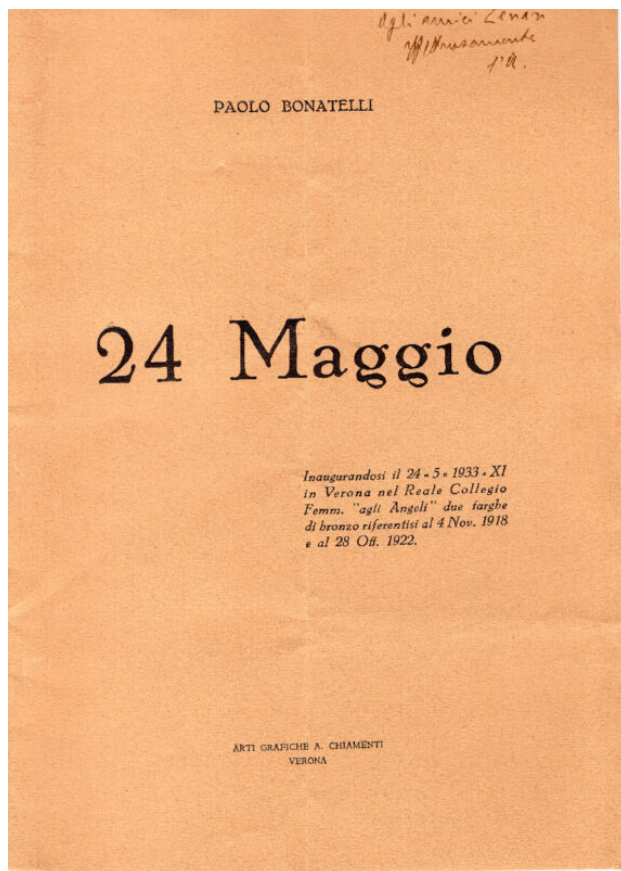 Agli amici Zenari
affettuosamente
l'A.
PAOLO BONATELLI
24 Maggio
Inaugurandosi il 24-5-1933-XI
in Verona nel Reale Collegio
Femm. "agli Angeli" due targhe
di bronzo riferentisi al 4 Nov. 1918
e al 28 Ott. 1922.
ARTI GRAFICHE A. CHIAMENTI
VERONA